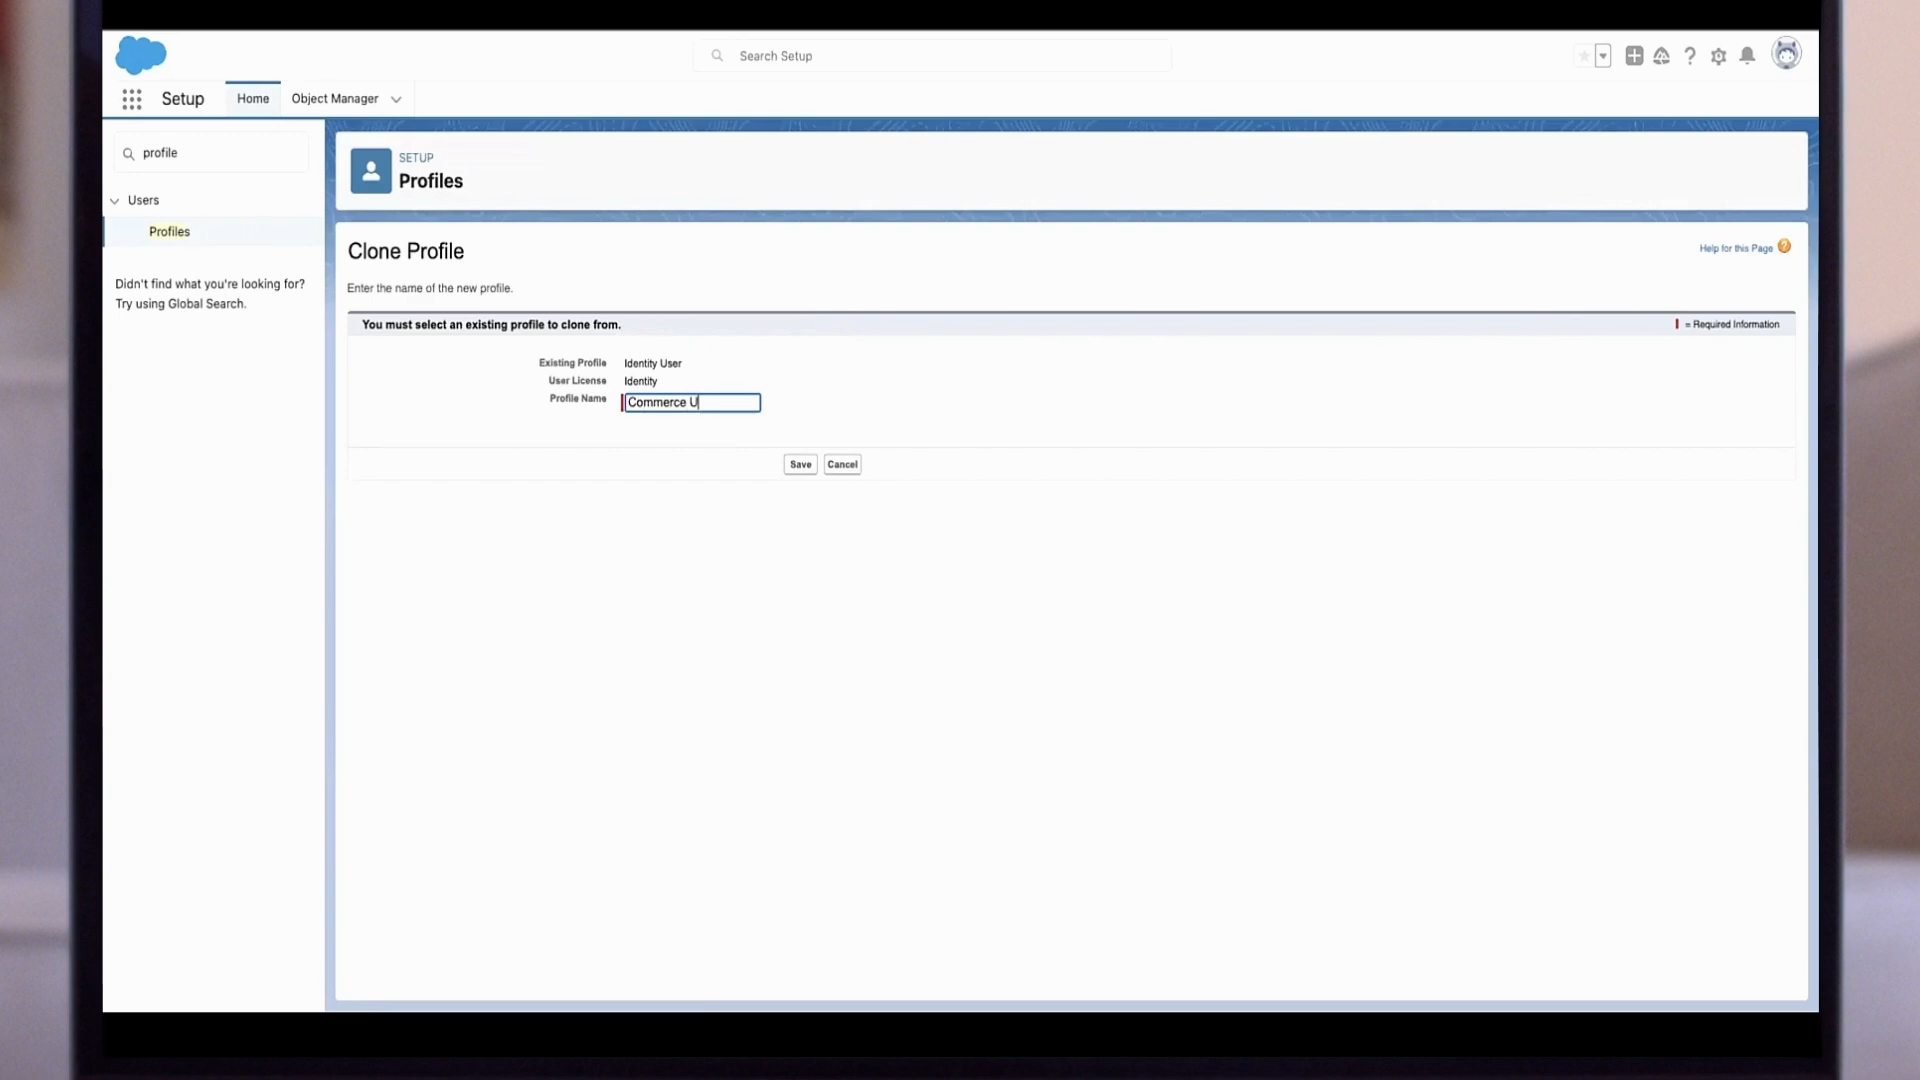 Search Setup
Setup
Home
Object Manager
profile
Users
Profiles
Didn't find what you're looking for?
Try using Global Search.
SETUP
Profiles
Clone Profile
Help for this Page
Enter the name of the new profile.
You must select an existing profile to clone from.
= Required Information
Existing Profile Identity User
User License Identity
Profile Name Commerce U
Save Cancel